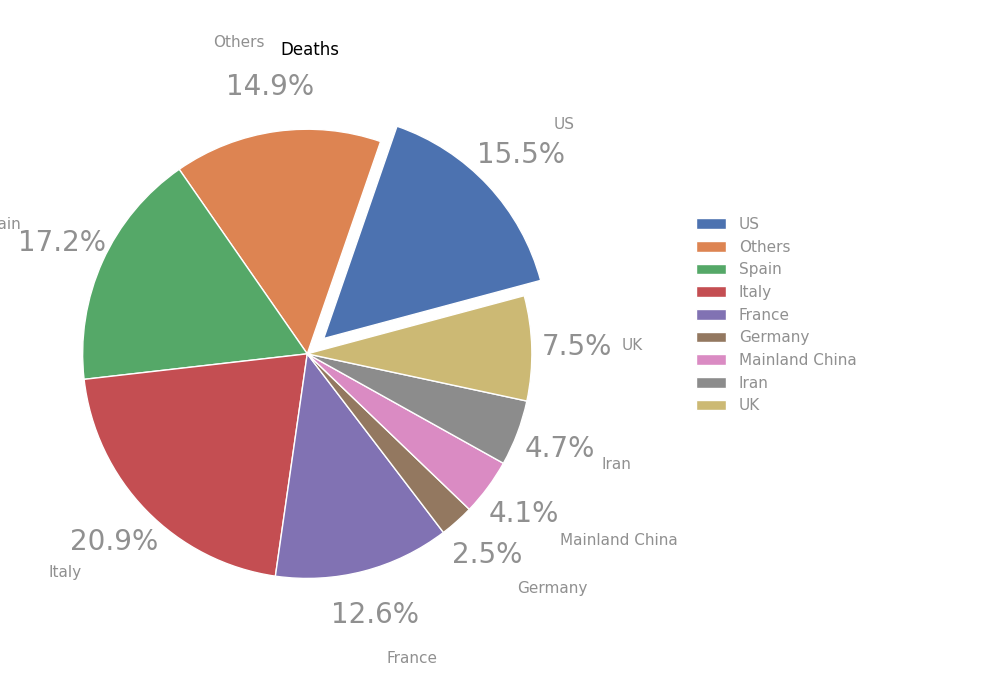 Others
Deaths
14.9%
US
15.5%
ain
17.2%
7.5%
UK
4.7%
Iran
4.1%
Mainland China
2.5%
Germany
20.9%
Italy
12.6%
France
US
Others
Spain
Italy
France
Germany
Mainland China
Iran
UK